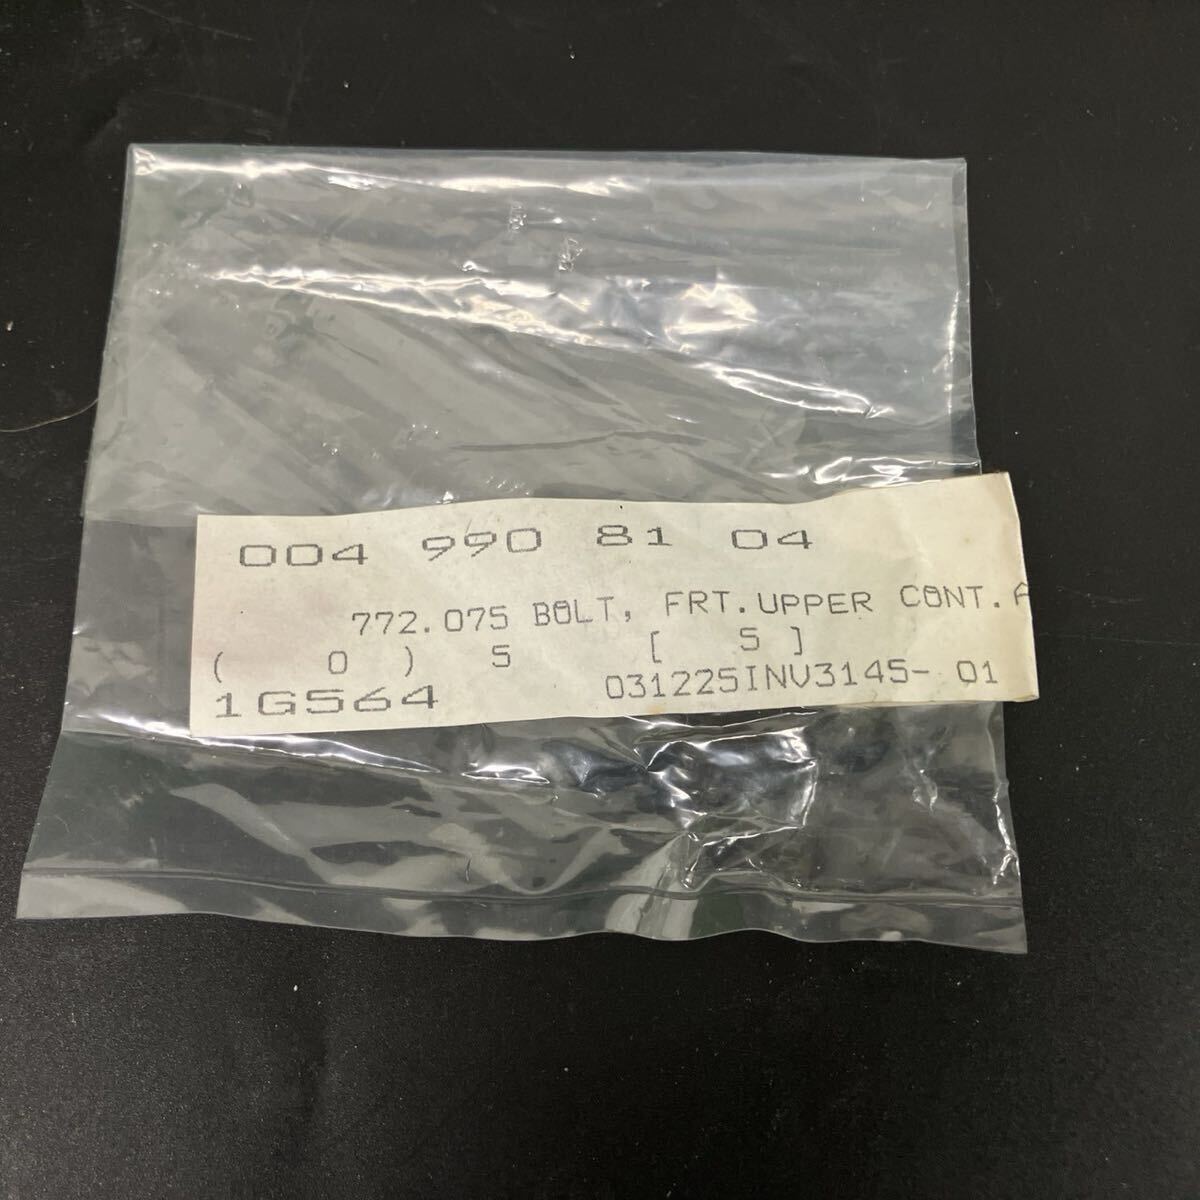 004 990 81 04
772.075 BOLT, FRT.UPPER CONT.A
( 0 ) 5 [ 5 ]
1G564 031225INV3145- 01